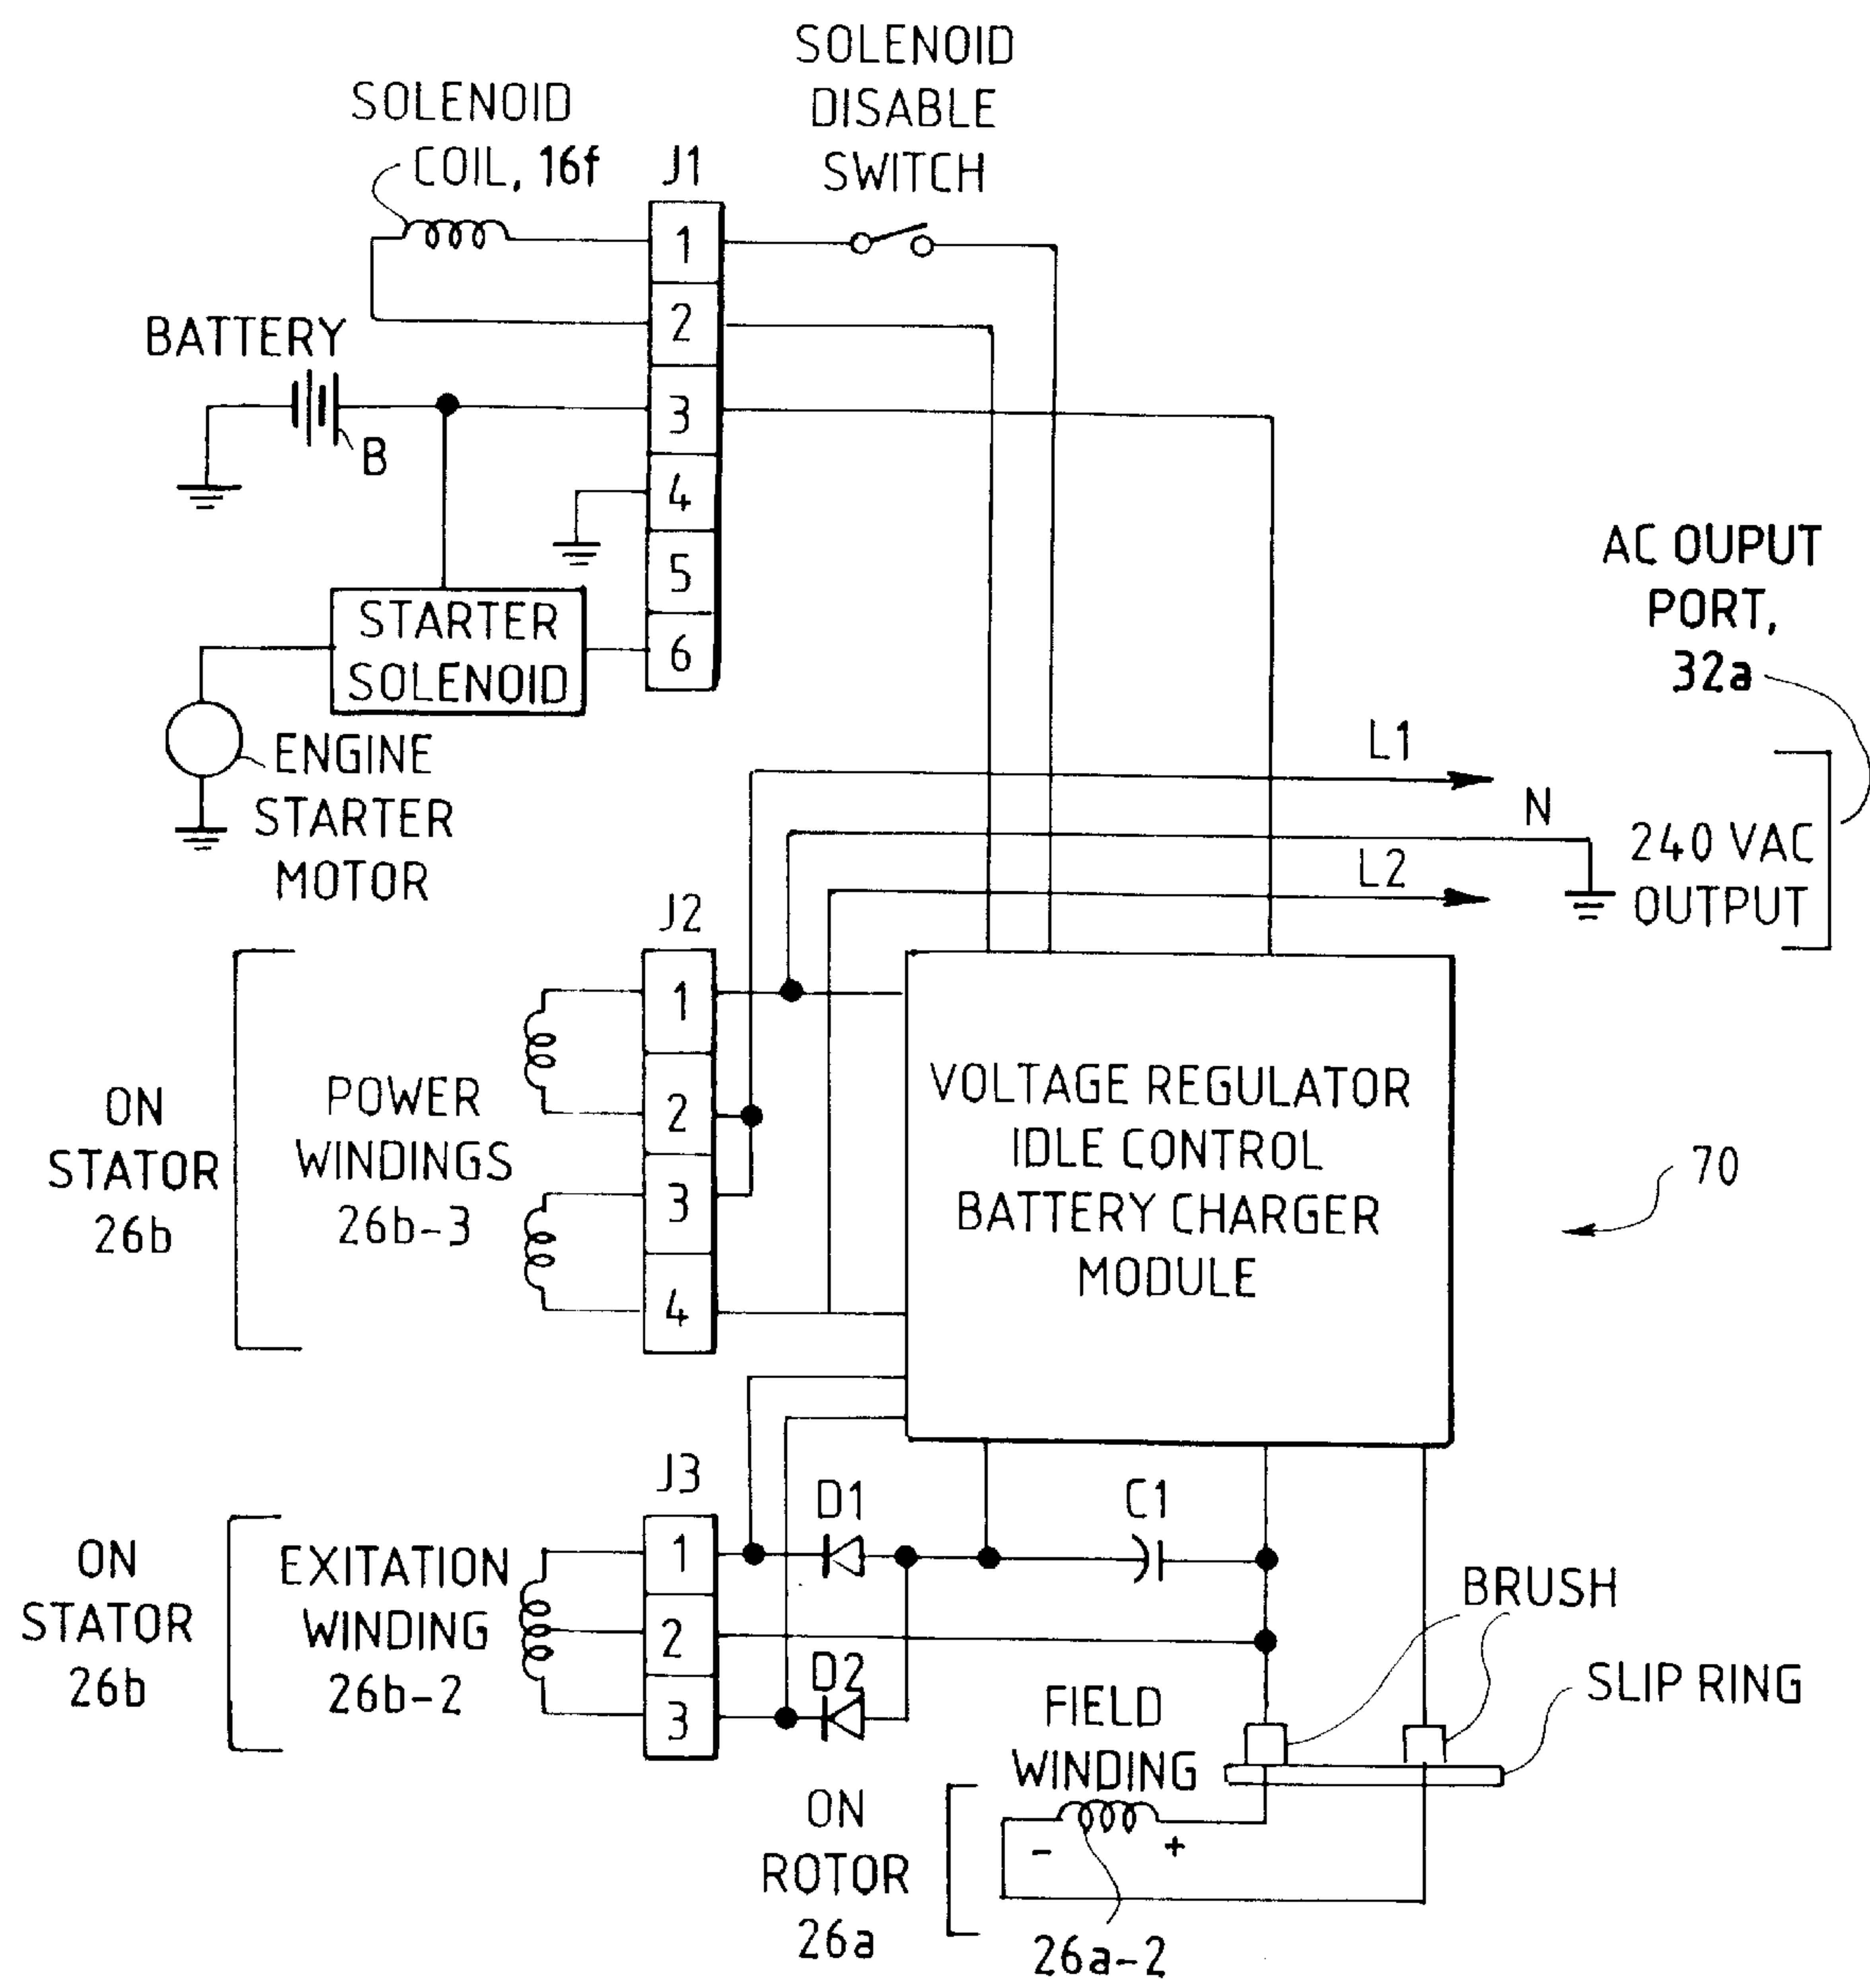 SOLENOID
DISABLE
SWITCH
SOLENOID
COIL, 16f
J1
1
2
3
4
5
6
BATTERY
B
STARTER
SOLENOID
ENGINE
STARTER
MOTOR
AC OUPUT
PORT,
32a
L1
N
L2
240 VAC
OUTPUT
J2
1
2
3
4
ON
STATOR
26b
POWER
WINDINGS
26b-3
VOLTAGE REGULATOR
IDLE CONTROL
BATTERY CHARGER
MODULE
70
J3
1
2
3
ON
STATOR
26b
EXITATION
WINDING
26b-2
D1
C1
D2
BRUSH
SLIP RING
FIELD
WINDING
- +
ON
ROTOR
26a
26a-2